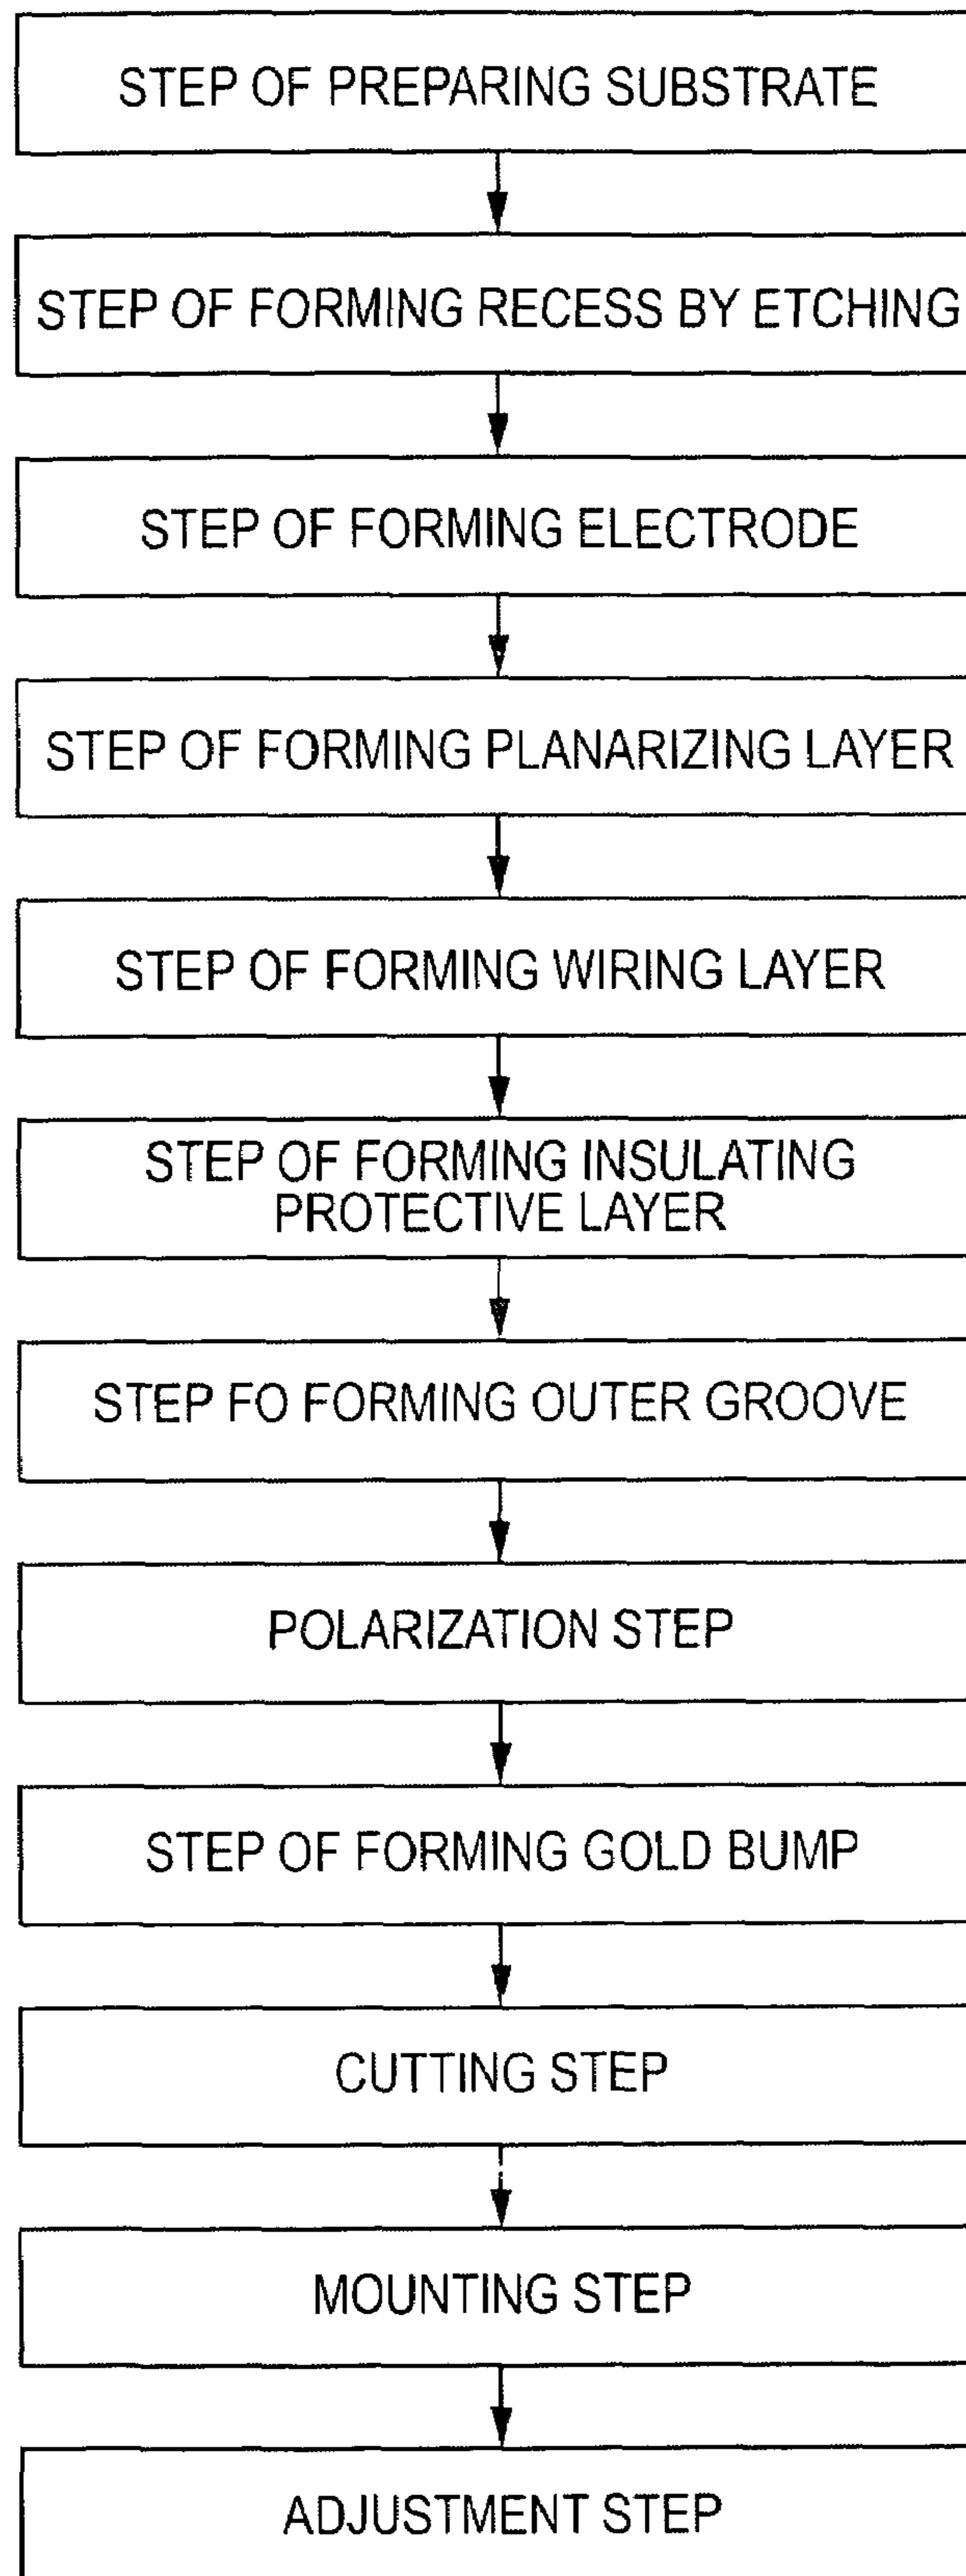 STEP OF PREPARING SUBSTRATE
STEP OF FORMING RECESS BY ETCHING
STEP OF FORMING ELECTRODE
STEP OF FORMING PLANARIZING LAYER
STEP OF FORMING WIRING LAYER
STEP OF FORMING INSULATING
PROTECTIVE LAYER
STEP FO FORMING OUTER GROOVE
POLARIZATION STEP
STEP OF FORMING GOLD BUMP
CUTTING STEP
MOUNTING STEP
ADJUSTMENT STEP